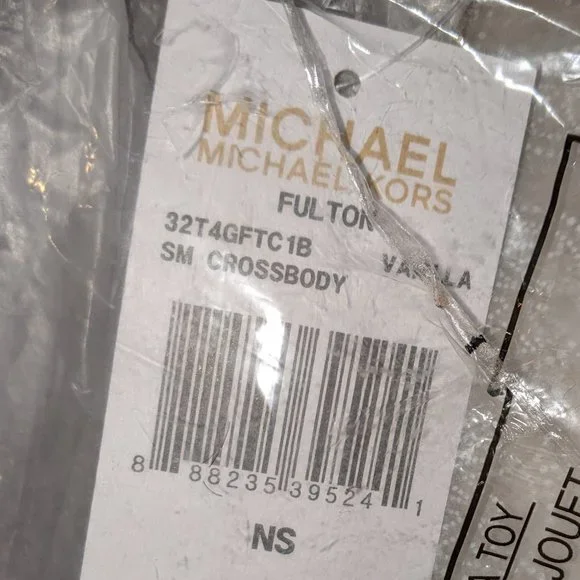 MICHAEL
MICHAEL KORS
FULTON
32T4GFTC1B
SM CROSSBODY
8 88235 39524 1
NS
A TOY
JOUET